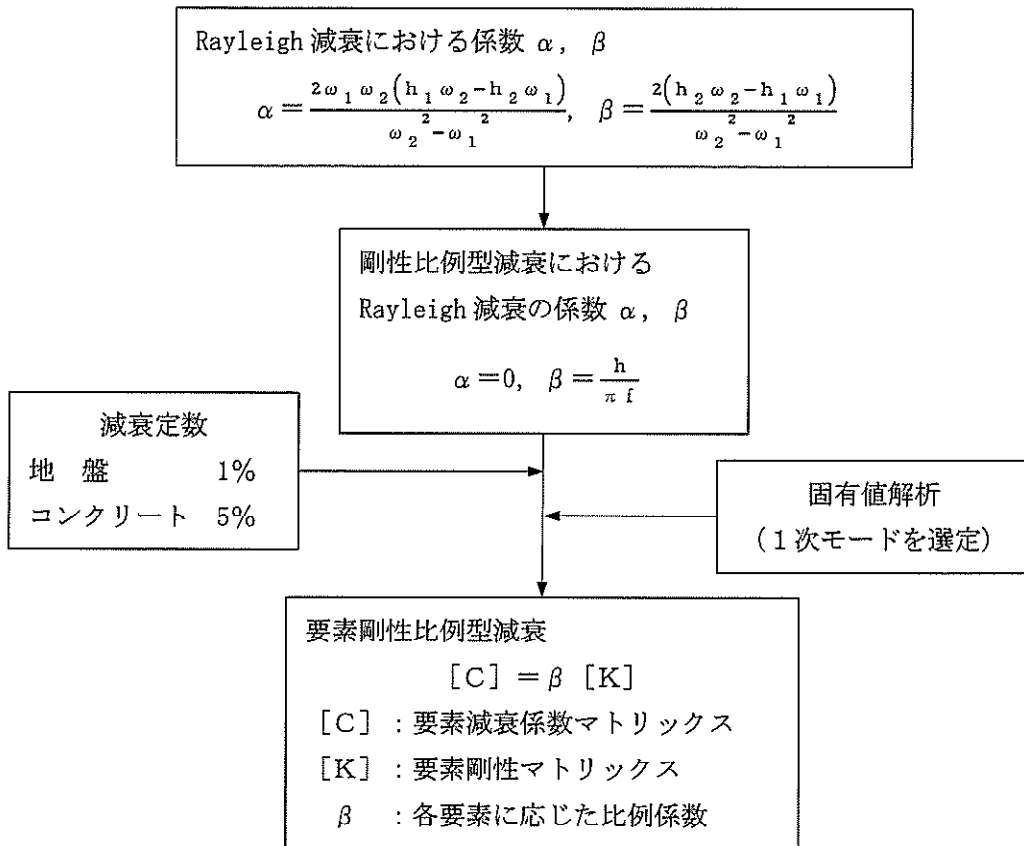 Rayleigh 減衰における係数 α, β
α＝2ω1ω2(h1ω2−h2ω1)/(ω2²−ω1²), β＝2(h2ω2−h1ω1)/(ω2²−ω1²)
剛性比例型減衰における
Rayleigh 減衰の係数 α, β
α＝0, β＝h/πf
減衰定数
地 盤 1%
コンクリート 5%
固有値解析
(１次モードを選定)
要素剛性比例型減衰
［C］＝β［K］
［C］：要素減衰係数マトリックス
［K］：要素剛性マトリックス
β ：各要素に応じた比例係数